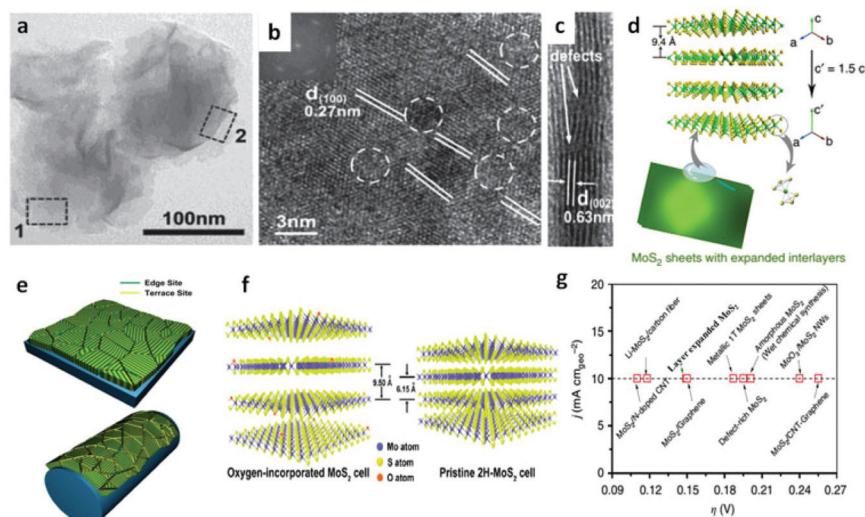 a
1
2
100nm
b
d(100)
0.27nm
3nm
c
defects
d(002)
0.63nm
d
9.4 Å
c
a
b
c' = 1.5 c
c'
a
b
MoS2 sheets with expanded interlayers
e
Edge Site
Terrace Site
f
9.50 Å
6.15 Å
Mo atom
S atom
O atom
Oxygen-incorporated MoS2 cell
Pristine 2H-MoS2 cell
g
j (mA cmgeo−2)
20
15
10
5
0
Li-MoS2/carbon fiber
Layer expanded MoS2
Metallic 1T MoS2 sheets
Amorphous MoS2
(Wet chemical synthesis)
MoO3/MoS2 NWs
MoS2/N-doped CNT
MoS2/Graphene
Defect-rich MoS2
MoS2/CNT-Graphene
0.09
0.12
0.15
0.18
0.21
0.24
0.27
η (V)